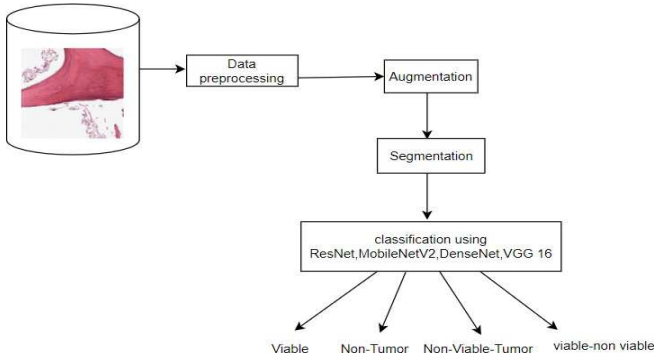 Data
preprocessing
Augmentation
Segmentation
classification using
ResNet,MobileNetV2,DenseNet,VGG 16
Viable
Non-Tumor
Non-Viable-Tumor
viable-non viable